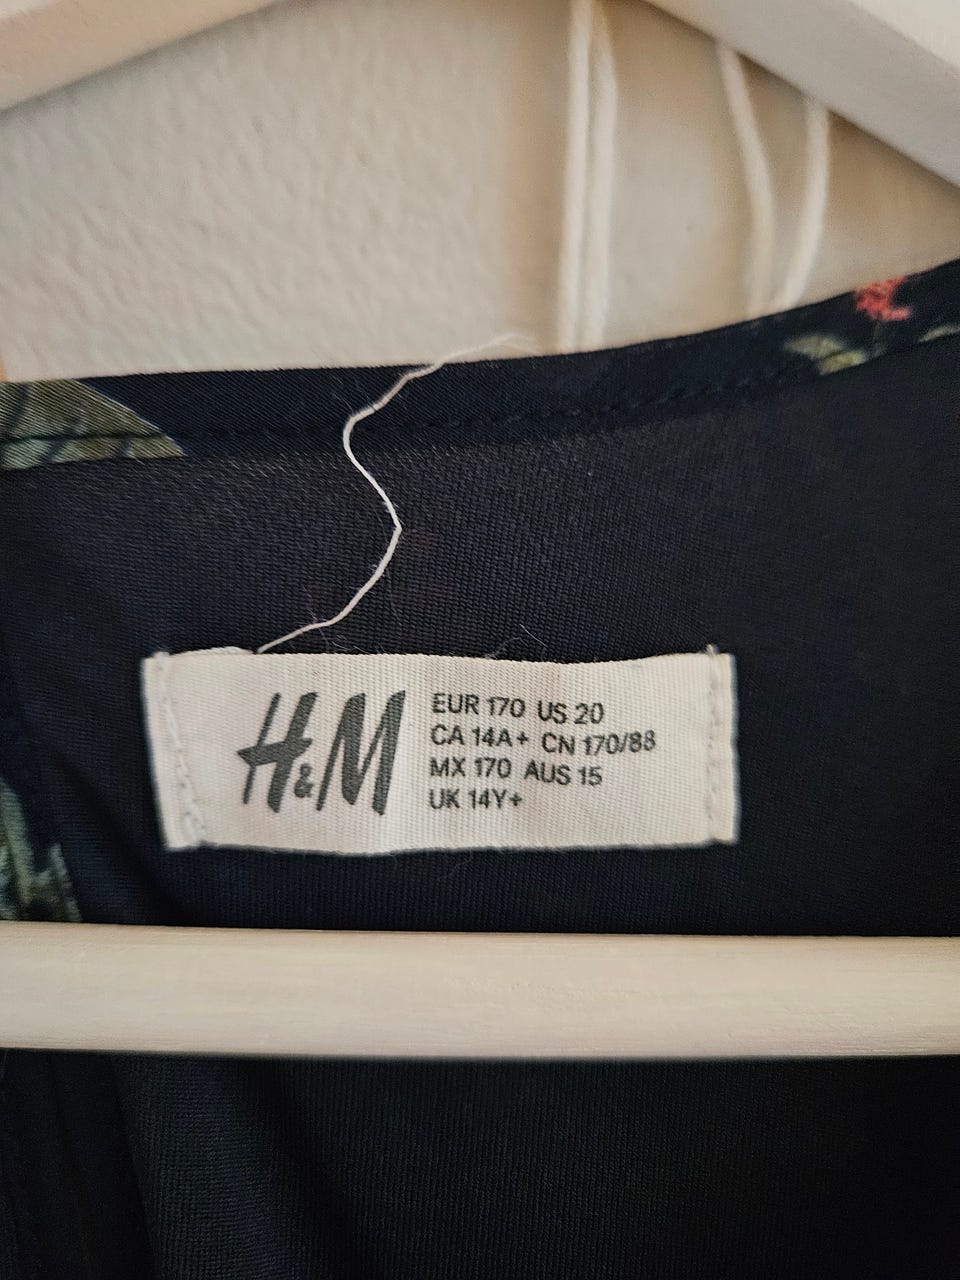 H&M
EUR 170 US 20
CA 14A+ CN 170/88
MX 170 AUS 15
UK 14Y+